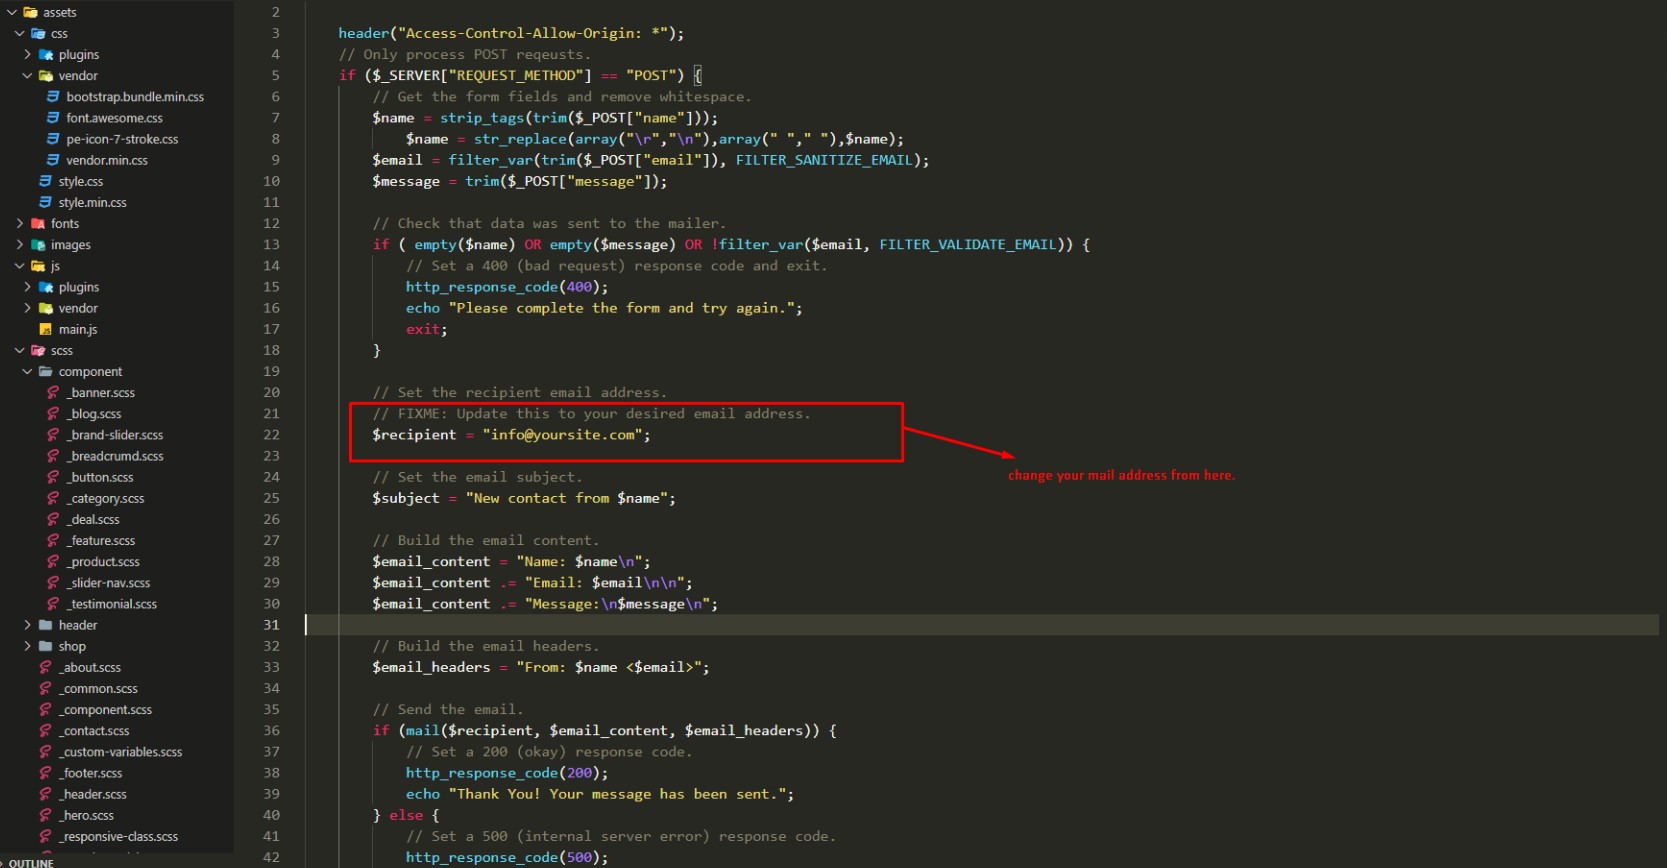 assets
css
plugins
vendor
bootstrap.bundle.min.css
font.awesome.css
pe-icon-7-stroke.css
vendor.min.css
style.css
style.min.css
fonts
images
js
plugins
vendor
main.js
scss
component
_banner.scss
_blog.scss
_brand-slider.scss
_breadcrumd.scss
_button.scss
_category.scss
_deal.scss
_feature.scss
_product.scss
_slider-nav.scss
_testimonial.scss
header
shop
_about.scss
_common.scss
_component.scss
_contact.scss
_custom-variables.scss
_footer.scss
_header.scss
_hero.scss
_responsive-class.scss
OUTLINE
2
3 header("Access-Control-Allow-Origin: *");
4 // Only process POST reqeusts.
5 if ($_SERVER["REQUEST_METHOD"] == "POST") {
6 // Get the form fields and remove whitespace.
7 $name = strip_tags(trim($_POST["name"]));
8 $name = str_replace(array("\r","\n"),array(" "," "),$name);
9 $email = filter_var(trim($_POST["email"]), FILTER_SANITIZE_EMAIL);
10 $message = trim($_POST["message"]);
11
12 // Check that data was sent to the mailer.
13 if ( empty($name) OR empty($message) OR !filter_var($email, FILTER_VALIDATE_EMAIL)) {
14 // Set a 400 (bad request) response code and exit.
15 http_response_code(400);
16 echo "Please complete the form and try again.";
17 exit;
18 }
19
20 // Set the recipient email address.
21 // FIXME: Update this to your desired email address.
22 $recipient = "info@yoursite.com";
23
change your mail address from here.
24 // Set the email subject.
25 $subject = "New contact from $name";
26
27 // Build the email content.
28 $email_content = "Name: $name\n";
29 $email_content .= "Email: $email\n\n";
30 $email_content .= "Message:\n$message\n";
31
32 // Build the email headers.
33 $email_headers = "From: $name <$email>";
34
35 // Send the email.
36 if (mail($recipient, $email_content, $email_headers)) {
37 // Set a 200 (okay) response code.
38 http_response_code(200);
39 echo "Thank You! Your message has been sent.";
40 } else {
41 // Set a 500 (internal server error) response code.
42 http_response_code(500);